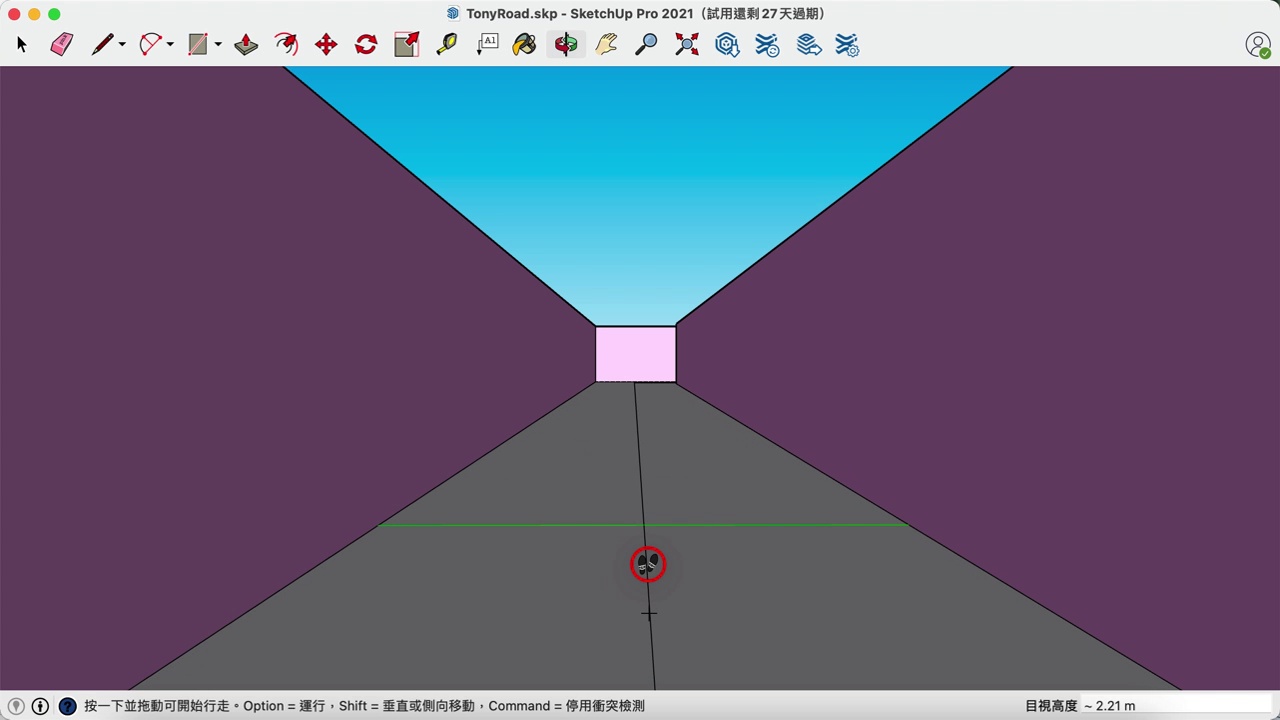 TonyRoad.skp - SketchUp Pro 2021（試用還剩 27 天過期）
A1
按一下並拖動可開始行走。Option = 運行，Shift = 垂直或側向移動，Command = 停用衝突檢測
目視高度 ~ 2.21 m